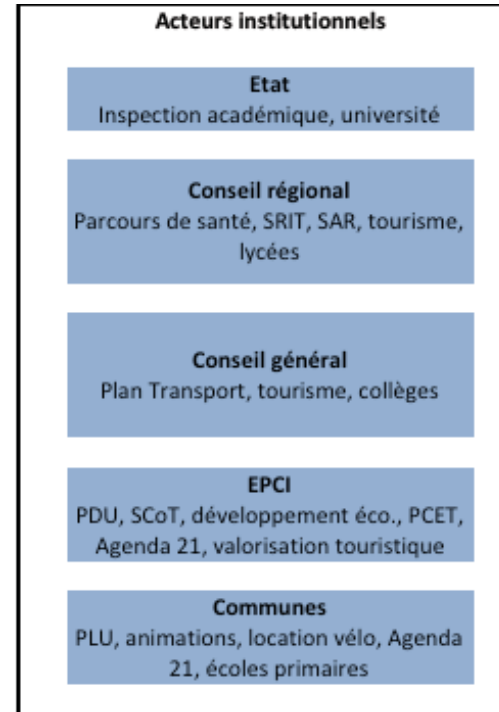 Acteurs institutionnels
Etat
Inspection académique, université
Conseil régional
Parcours de santé, SRIT, SAR, tourisme,
lycées
Conseil général
Plan Transport, tourisme, collèges
EPCI
PDU, SCoT, développement éco., PCET,
Agenda 21, valorisation touristique
Communes
PLU, animations, location vélo, Agenda
21, écoles primaires